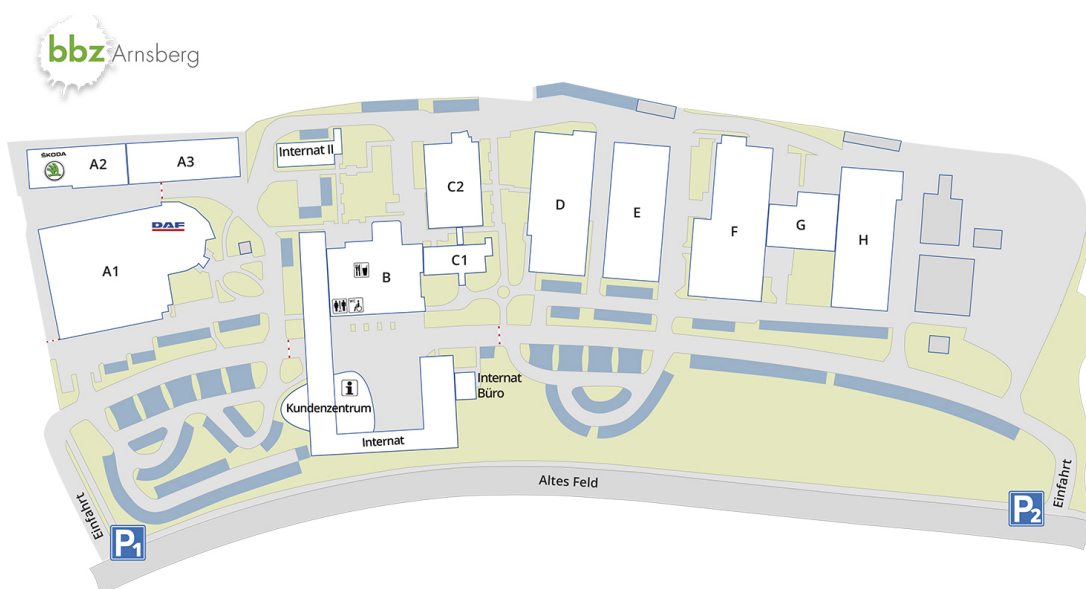 bbz Arnsberg
ŠKODA
A2
A3
Internat II
C2
D
E
F
G
H
DAF
A1
B
C1
i
Kundenzentrum
Internat
Internat
Büro
Altes Feld
Einfahrt
P1
Einfahrt
P2